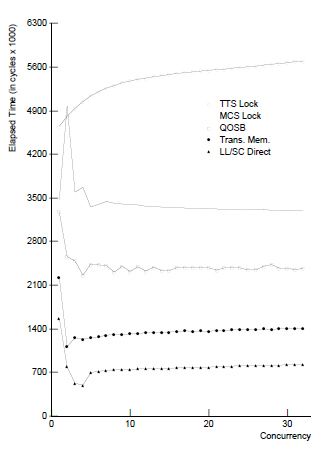 6300
5600
4900
4200
3500
2800
2100
1400
700
0
Elapsed Time (in cycles x 1000)
TTS Lock
MCS Lock
QOSB
Trans. Mem.
LL/SC Direct
0
10
20
30
Concurrency